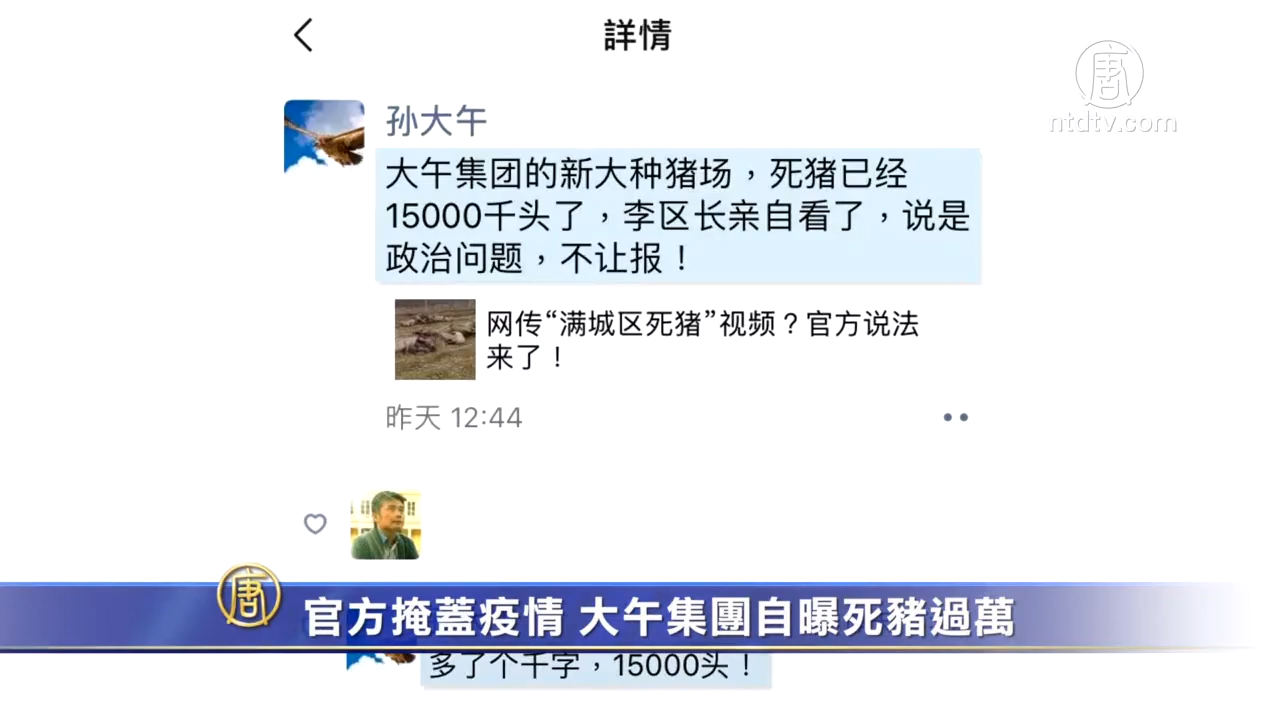 詳情
唐
ntdtv.com
孙大午
大午集团的新大种猪场，死猪已经
15000千头了，李区长亲自看了，说是
政治问题，不让报！
网传“满城区死猪”视频？官方说法
来了！
昨天 12:44
唐
官方掩蓋疫情 大午集團自曝死豬過萬
多了个千字，15000头！